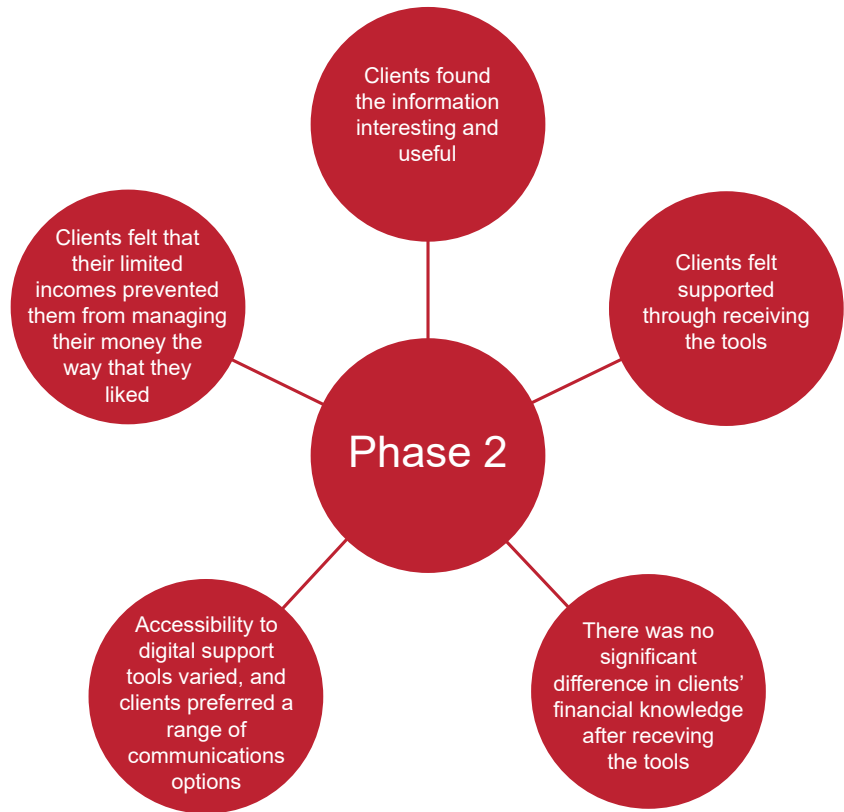 Clients found
the information
interesting and
useful
Clients felt that
their limited
incomes prevented
them from managing
their money the
way that they
liked
Clients felt
supported
through receiving
the tools
Phase 2
Accessibility to
digital support
tools varied, and
clients preferred a
range of
communications
options
There was no
significant
difference in clients’
financial knowledge
after receving
the tools